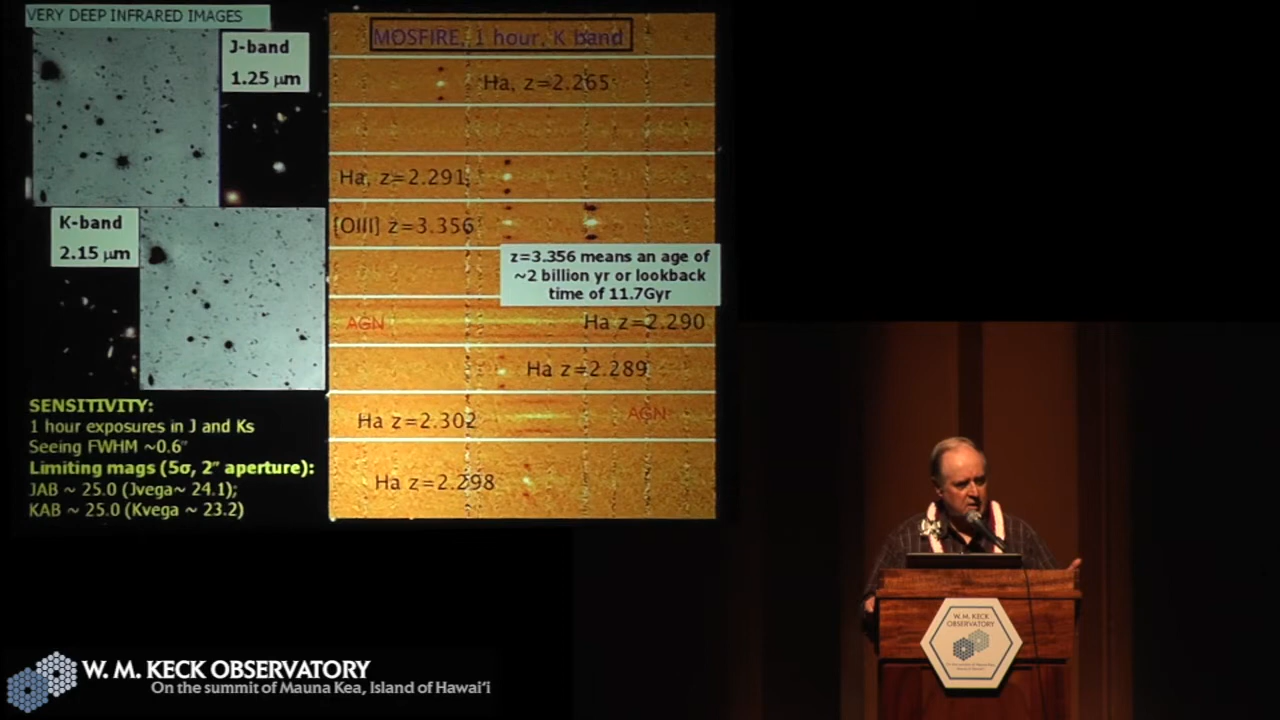 VERY DEEP INFRARED IMAGES
J-band
1.25 μm
K-band
2.15 μm
SENSITIVITY:
1 hour exposures in J and Ks
Seeing FWHM ~0.6"
Limiting mags (5σ, 2" aperture):
JAB ~ 25.0 (Jvega~ 24.1);
KAB ~ 25.0 (Kvega ~ 23.2)
MOSFIRE, 1 hour, K band
Ha, z=2.265
Ha, z=2.291
[OIII] z=3.356
z=3.356 means an age of
~2 billion yr or lookback
time of 11.7Gyr
AGN
Ha z=2.290
Ha z=2.289
Ha z=2.302
AGN
Ha z=2.298
W. M. KECK
OBSERVATORY
W. M. KECK OBSERVATORY
On the summit of Mauna Kea, Island of Hawai‘i